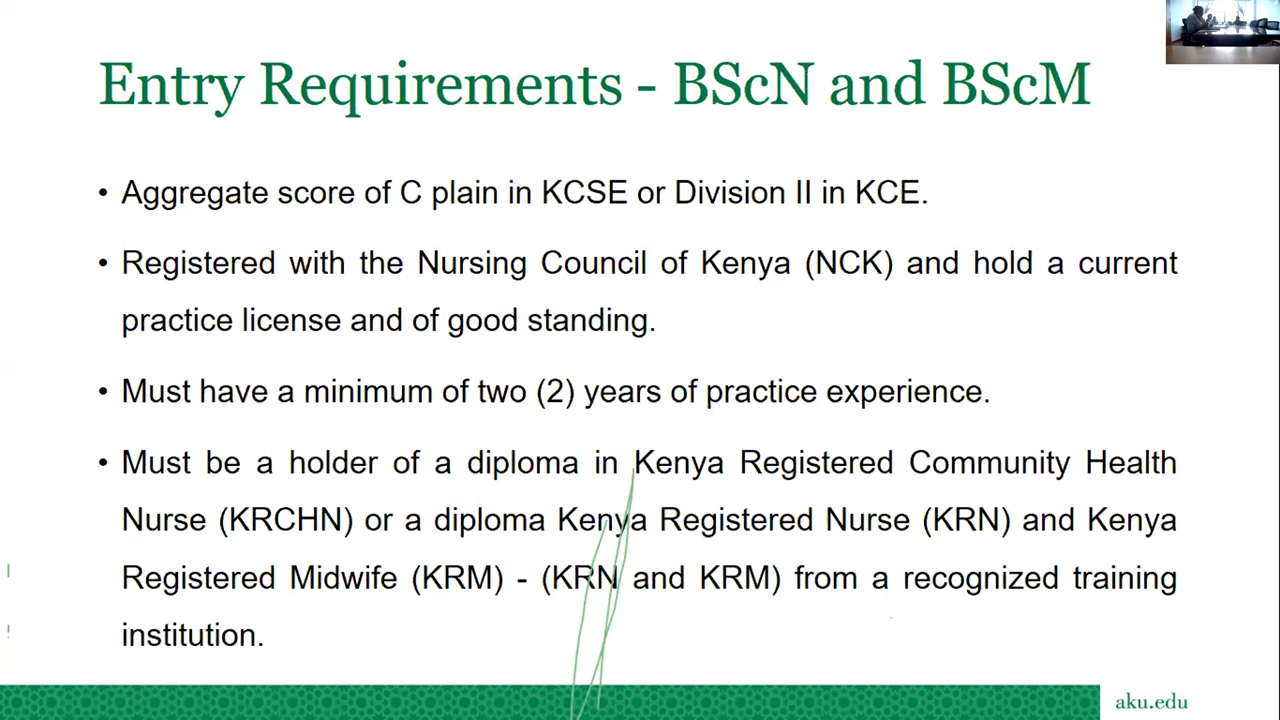 Entry Requirements - BScN and BScM
• Aggregate score of C plain in KCSE or Division II in KCE.
• Registered with the Nursing Council of Kenya (NCK) and hold a current
practice license and of good standing.
• Must have a minimum of two (2) years of practice experience.
• Must be a holder of a diploma in Kenya Registered Community Health
Nurse (KRCHN) or a diploma Kenya Registered Nurse (KRN) and Kenya
Registered Midwife (KRM) - (KRN and KRM) from a recognized training
institution.
aku.edu